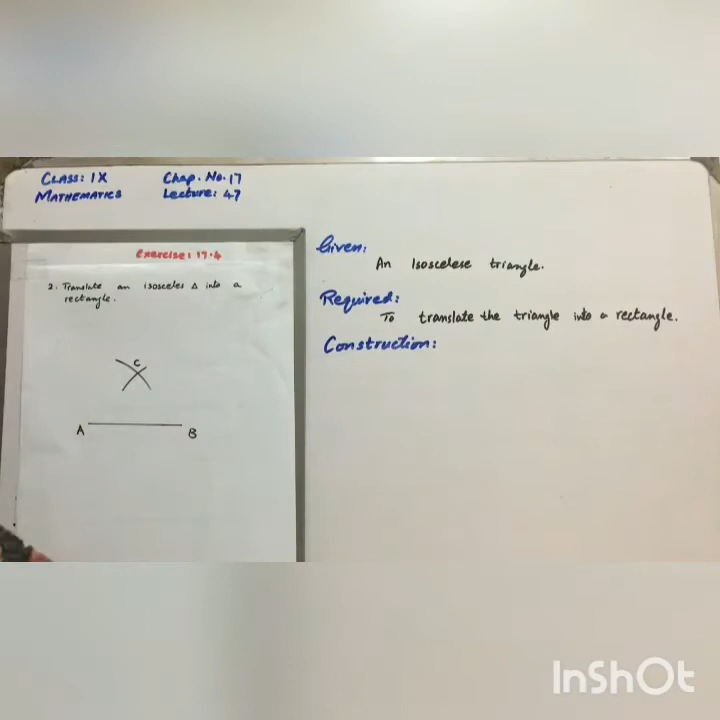 CLASS: IX Chap. No. 17
MATHEMATICS Lecture: 47
Exercise: 17.4
2. Translate an isosceles Δ into a
rectangle.
C
A B
Given:
An Isoscelese triangle.
Required:
To translate the triangle into a rectangle.
Construction:
InShOt